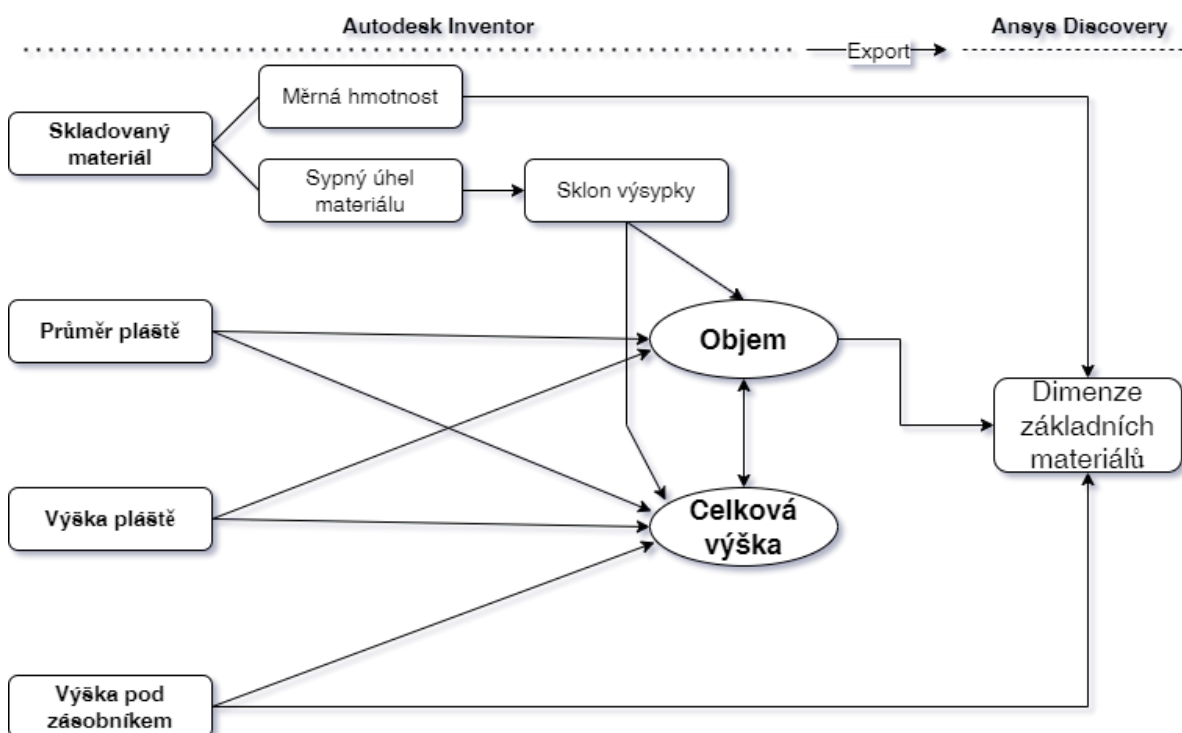 Autodesk Inventor
Export
Ansys Discovery
Měrná hmotnost
Skladovaný
materiál
Sypný úhel
materiálu
Sklon výsypky
Průměr pláště
Objem
Dimenze
základních
materiálů
Výška pláště
Celková
výška
Výška pod
zásobníkem